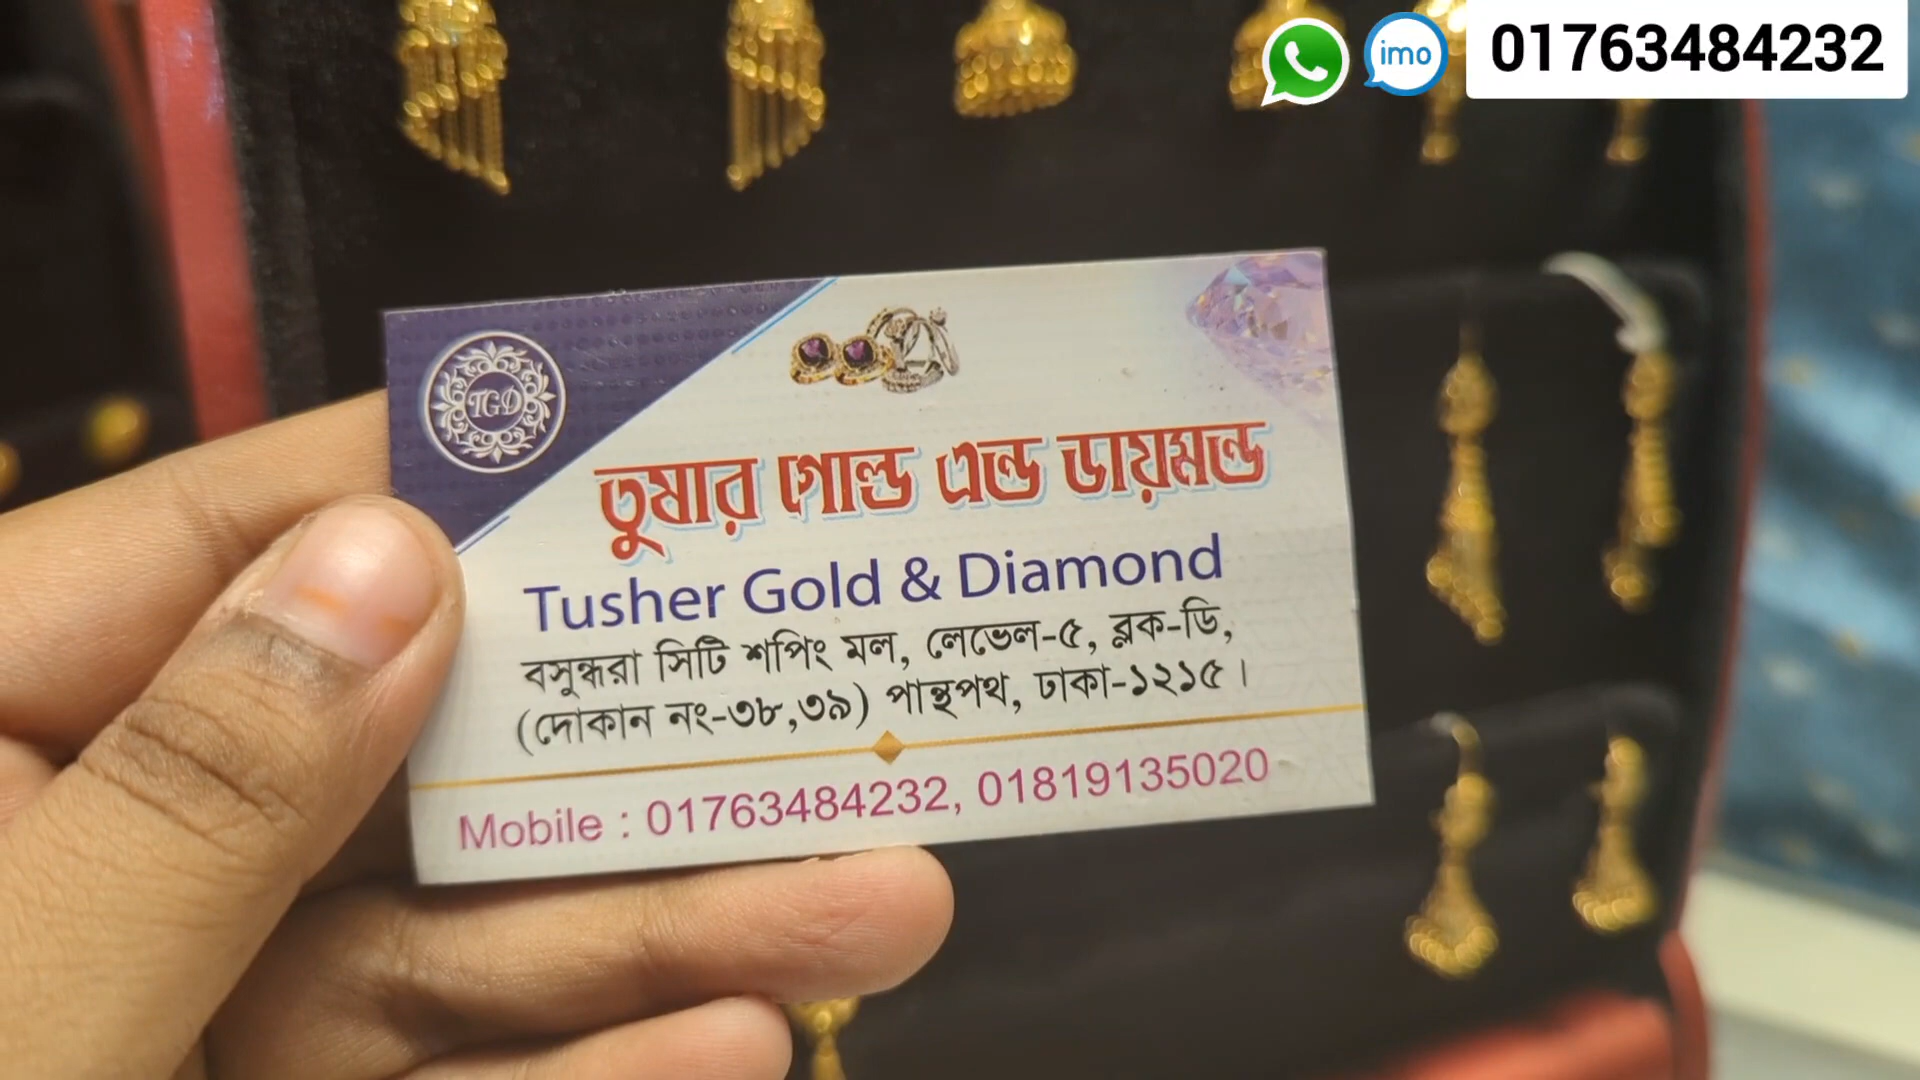 imo 01763484232
TGD
তুষার গোল্ড এন্ড ডায়মন্ড
Tusher Gold & Diamond
বসুন্ধরা সিটি শপিং মল, লেভেল-৫, ব্লক-ডি,
(দোকান নং-৩৮,৩৯) পান্থপথ, ঢাকা-১২১৫।
Mobile : 01763484232, 01819135020